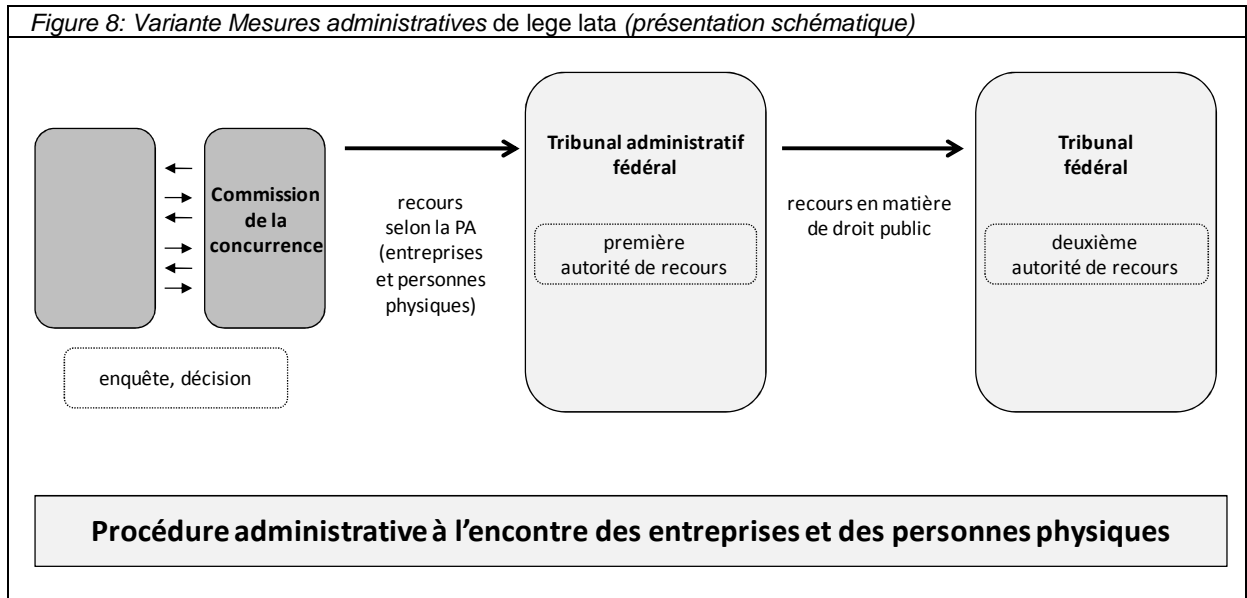 Figure 8: Variante Mesures administratives de lege lata (présentation schématique)
Commission
de la
concurrence
enquête, décision
recours
selon la PA
(entreprises
et personnes
physiques)
Tribunal administratif
fédéral
première
autorité de recours
recours en matière
de droit public
Tribunal
fédéral
deuxième
autorité de recours
Procédure administrative à l'encontre des entreprises et des personnes physiques